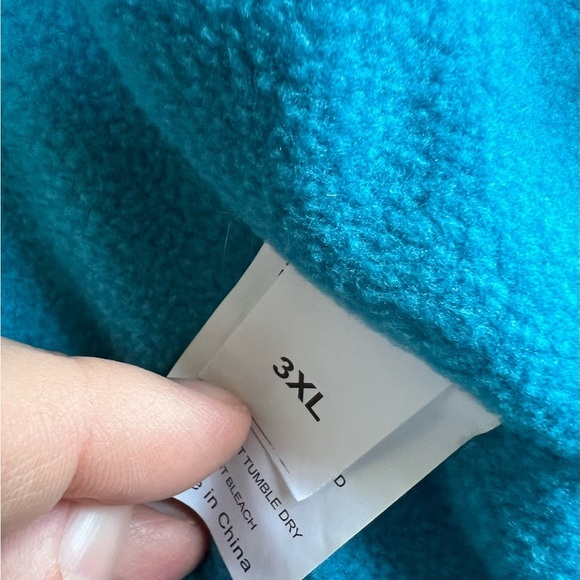 3XL
D
T TUMBLE DRY
T BLEACH
e in China